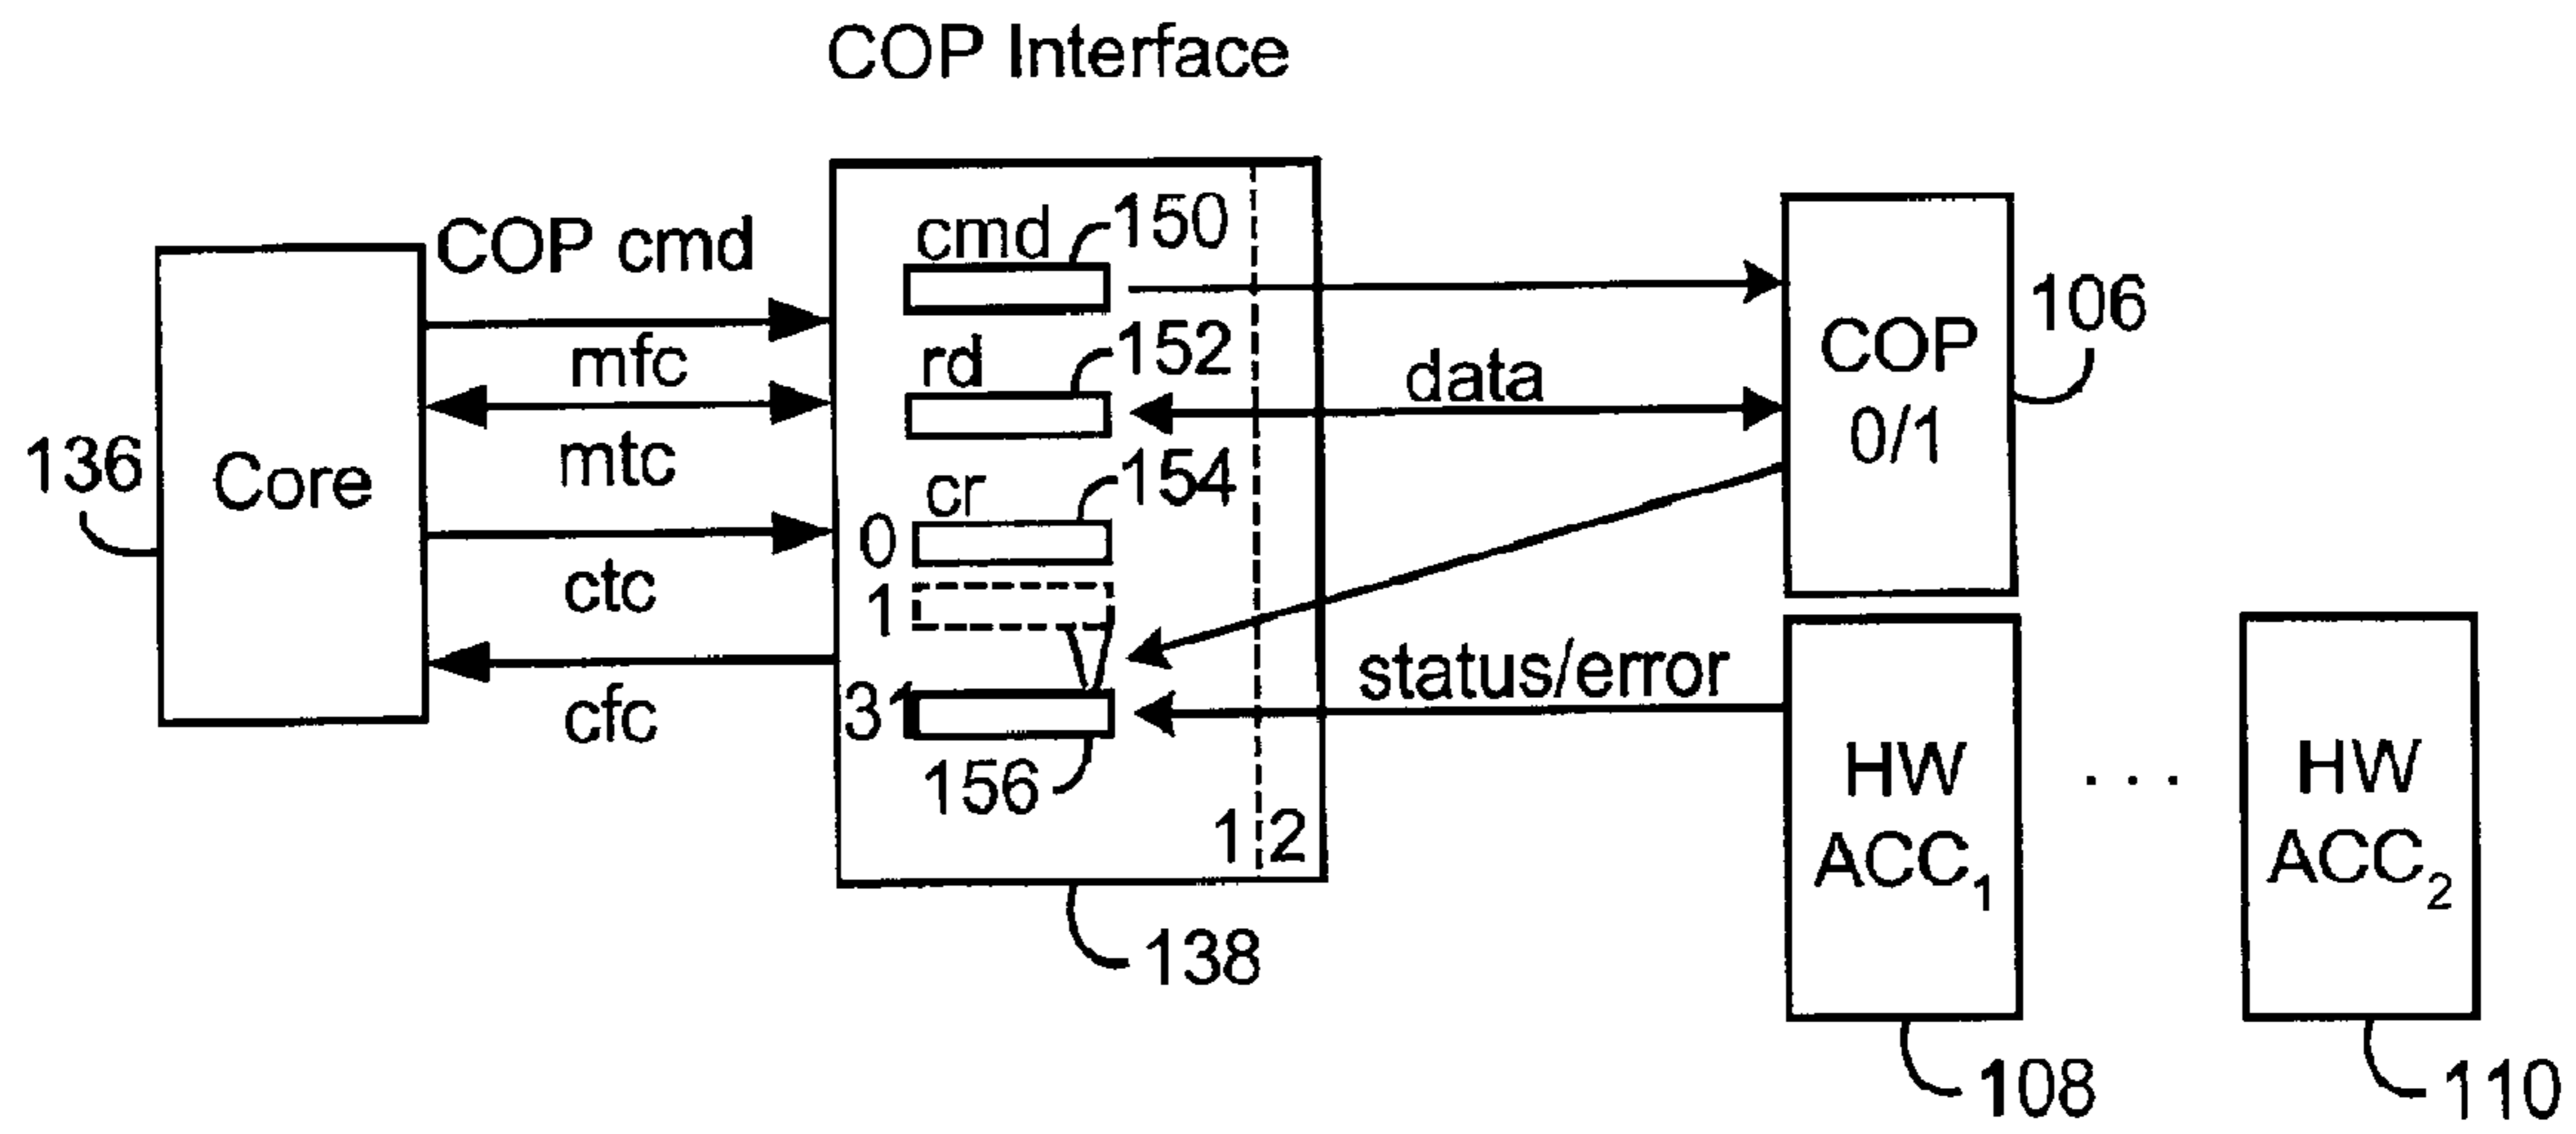 COP Interface
COP cmd
mfc
mtc
ctc
cfc
136
Core
cmd
150
rd
152
cr
154
0
1
31
156
1
2
138
data
status/error
COP
0/1
106
HW
ACC1
108
. . .
HW
ACC2
110